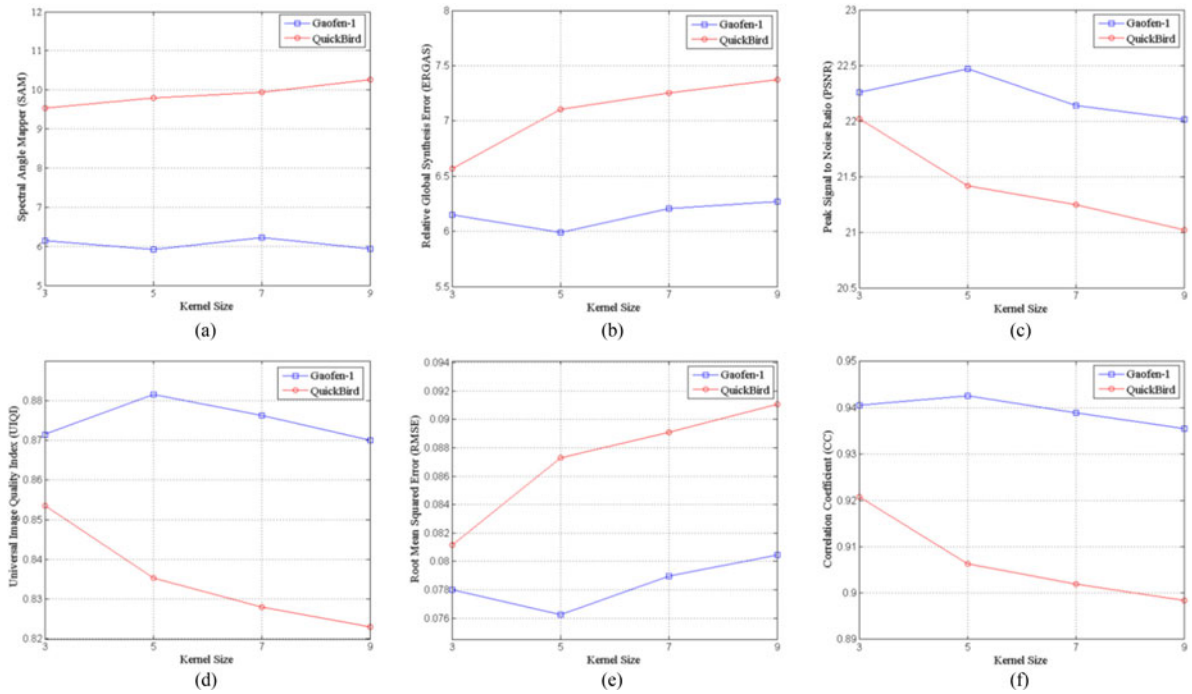 12
11
10
9
8
7
6
5
3
5
7
9
Spectral Angle Mapper (SAM)
Kernel Size
Gaofen-1
QuickBird
(a)
8
7.5
7
6.5
6
5.5
3
5
7
9
Relative Global Synthesis Error (ERGAS)
Kernel Size
Gaofen-1
QuickBird
(b)
23
22.5
22
21.5
21
20.5
3
5
7
9
Peak Signal to Noise Ratio (PSNR)
Kernel Size
Gaofen-1
QuickBird
(c)
0.88
0.87
0.86
0.85
0.84
0.83
0.82
3
5
7
9
Universal Image Quality Index (UIQI)
Kernel Size
Gaofen-1
QuickBird
(d)
0.094
0.092
0.09
0.088
0.086
0.084
0.082
0.08
0.078
0.076
3
5
7
9
Root Mean Squared Error (RMSE)
Kernel Size
Gaofen-1
QuickBird
(e)
0.95
0.94
0.93
0.92
0.91
0.9
0.89
3
5
7
9
Correlation Coefficient (CC)
Kernel Size
Gaofen-1
QuickBird
(f)